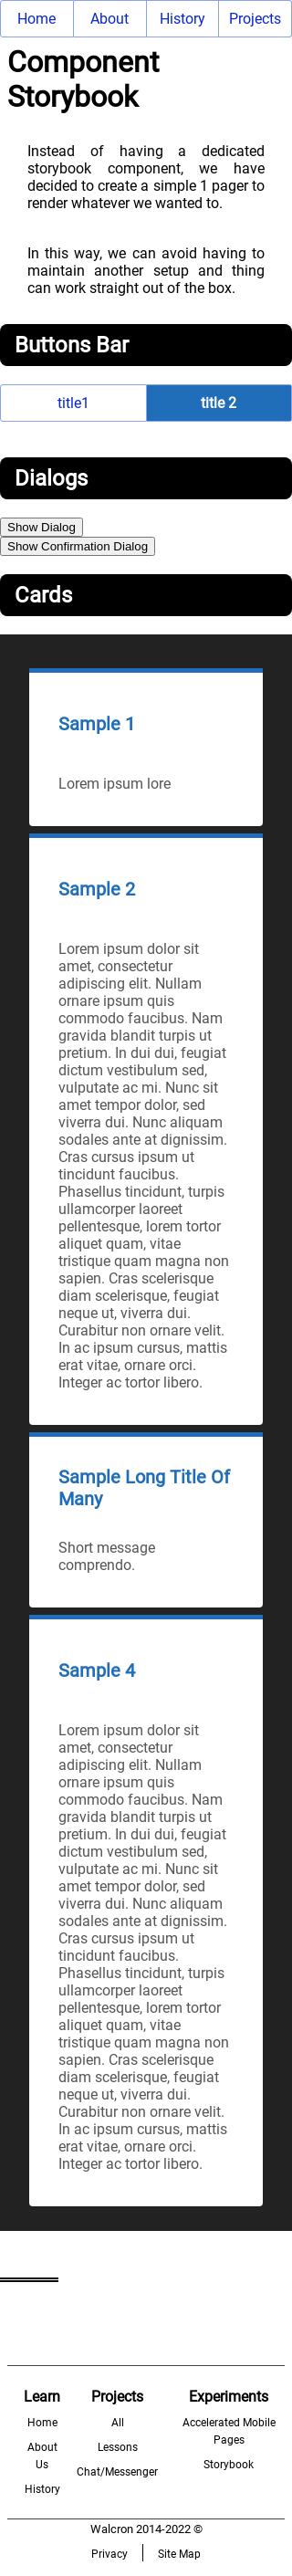 Home About History Projects
Component
Storybook
Instead of having a dedicated
storybook component, we have
decided to create a simple 1 pager to
render whatever we wanted to.
In this way, we can avoid having to
maintain another setup and thing
can work straight out of the box.
Buttons Bar
title1 title 2
Dialogs
Show Dialog
Show Confirmation Dialog
Cards
Sample 1
Lorem ipsum lore
Sample 2
Lorem ipsum dolor sit
amet, consectetur
adipiscing elit. Nullam
ornare ipsum quis
commodo faucibus. Nam
gravida blandit turpis ut
pretium. In dui dui, feugiat
dictum vestibulum sed,
vulputate ac mi. Nunc sit
amet tempor dolor, sed
viverra dui. Nunc aliquam
sodales ante at dignissim.
Cras cursus ipsum ut
tincidunt faucibus.
Phasellus tincidunt, turpis
ullamcorper laoreet
pellentesque, lorem tortor
aliquet quam, vitae
tristique quam magna non
sapien. Cras scelerisque
diam scelerisque, feugiat
neque ut, viverra dui.
Curabitur non ornare velit.
In ac ipsum cursus, mattis
erat vitae, ornare orci.
Integer ac tortor libero.
Sample Long Title Of
Many
Short message
comprendo.
Sample 4
Lorem ipsum dolor sit
amet, consectetur
adipiscing elit. Nullam
ornare ipsum quis
commodo faucibus. Nam
gravida blandit turpis ut
pretium. In dui dui, feugiat
dictum vestibulum sed,
vulputate ac mi. Nunc sit
amet tempor dolor, sed
viverra dui. Nunc aliquam
sodales ante at dignissim.
Cras cursus ipsum ut
tincidunt faucibus.
Phasellus tincidunt, turpis
ullamcorper laoreet
pellentesque, lorem tortor
aliquet quam, vitae
tristique quam magna non
sapien. Cras scelerisque
diam scelerisque, feugiat
neque ut, viverra dui.
Curabitur non ornare velit.
In ac ipsum cursus, mattis
erat vitae, ornare orci.
Integer ac tortor libero.
Learn
Home
About
Us
History
Projects
All
Lessons
Chat/Messenger
Experiments
Accelerated Mobile
Pages
Storybook
Walcron 2014-2022 ©
Privacy Site Map